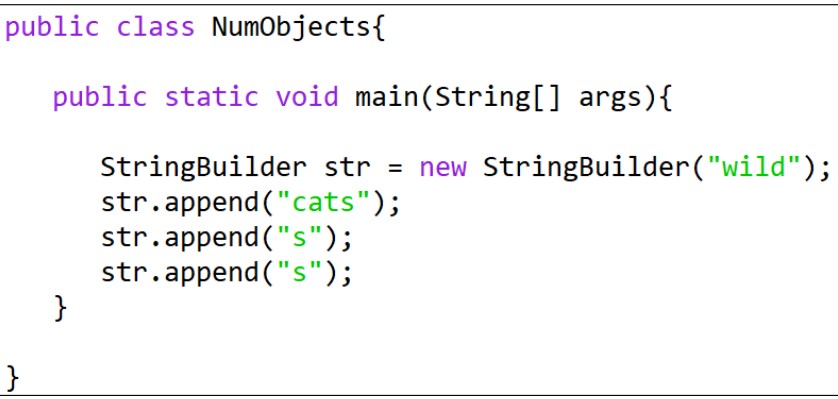 public class NumObjects{
public static void main(String[] args){
StringBuilder str = new StringBuilder("wild");
str.append("cats");
str.append("s");
str.append("s");
}
}